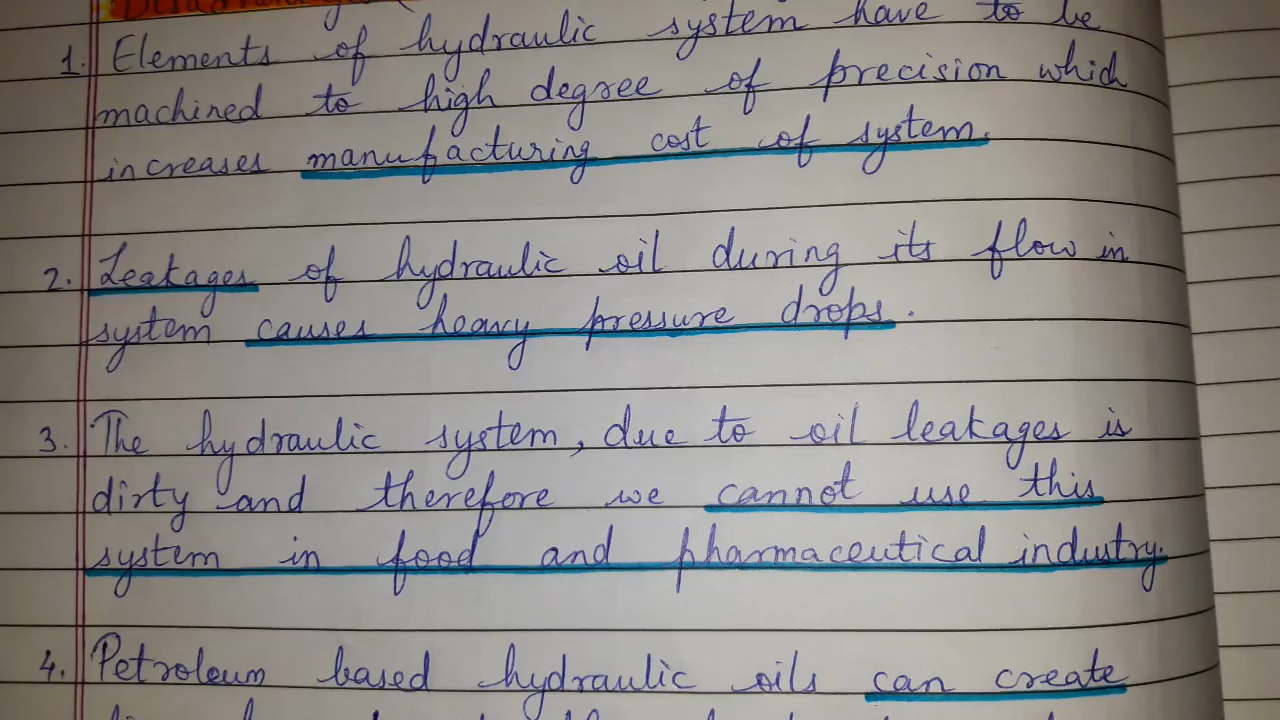 1. Elements of hydraulic system have to be
machined to high degree of precision which
increases manufacturing cost of system.
2. Leakages of hydraulic oil during its flow in
system causes heavy pressure drops.
3. The hydraulic system, due to oil leakages is
dirty and therefore we cannot use this
system in food and pharmaceutical industry.
4. Petroleum based hydraulic oils can create